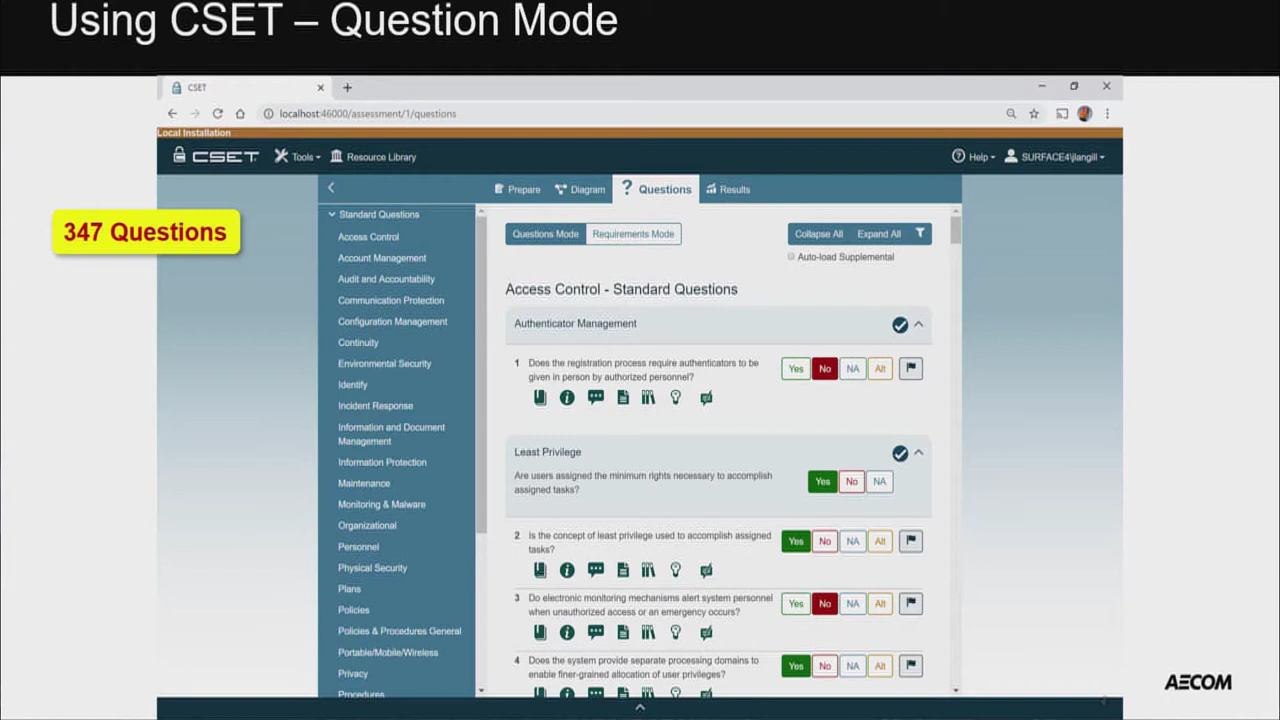 Using CSET – Question Mode
CSET
localhost:46000/assessment/1/questions
Local Installation
CSET
Tools
Resource Library
Help
SURFACE4\jlangill
Prepare
Diagram
? Questions
Results
347 Questions
Standard Questions
Access Control
Account Management
Audit and Accountability
Communication Protection
Configuration Management
Continuity
Environmental Security
Identify
Incident Response
Information and Document
Management
Information Protection
Maintenance
Monitoring & Malware
Organizational
Personnel
Physical Security
Plans
Policies
Policies & Procedures General
Portable/Mobile/Wireless
Privacy
Procedures
Questions Mode
Requirements Mode
Collapse All
Expand All
Auto-load Supplemental
Access Control - Standard Questions
Authenticator Management
1 Does the registration process require authenticators to be
given in person by authorized personnel?
Yes No NA Alt
Least Privilege
Are users assigned the minimum rights necessary to accomplish
assigned tasks?
Yes No NA
2 Is the concept of least privilege used to accomplish assigned
tasks?
Yes No NA Alt
3 Do electronic monitoring mechanisms alert system personnel
when unauthorized access or an emergency occurs?
Yes No NA Alt
4 Does the system provide separate processing domains to
enable finer-grained allocation of user privileges?
Yes No NA Alt
AECOM